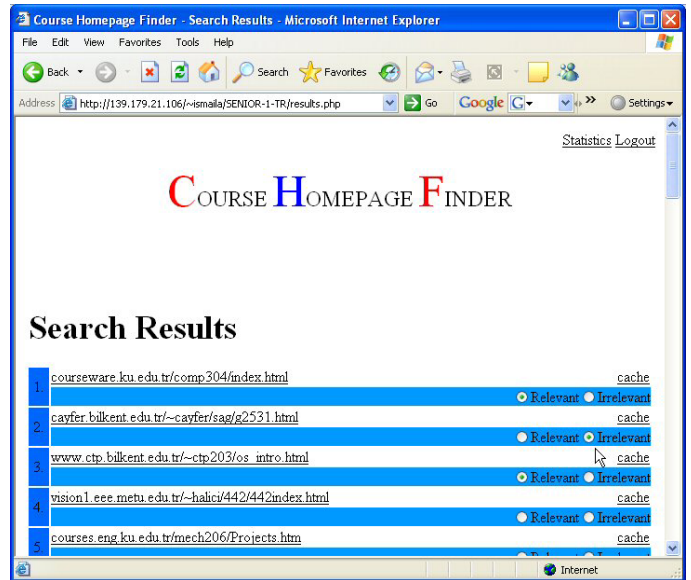 Course Homepage Finder - Search Results - Microsoft Internet Explorer
File Edit View Favorites Tools Help
Back Search Favorites
Address http://139.179.21.106/~ismaila/SENIOR-1-TR/results.php Go Google G Settings
Statistics Logout
COURSE HOMEPAGE FINDER
Search Results
1. courseware.ku.edu.tr/comp304/index.html cache
Relevant Irrelevant
2. cayfer.bilkent.edu.tr/~cayfer/sag/g2531.html cache
Relevant Irrelevant
3. www.ctp.bilkent.edu.tr/~ctp203/os_intro.html cache
Relevant Irrelevant
4. vision1.eee.metu.edu.tr/~halici/442/442index.html cache
Relevant Irrelevant
5. courses.eng.ku.edu.tr/mech206/Projects.htm cache
Internet